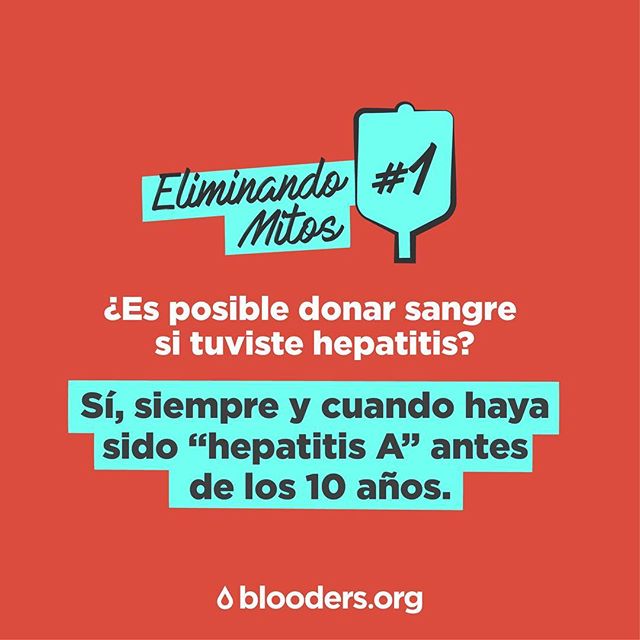 Eliminando
Mitos
#1
¿Es posible donar sangre
si tuviste hepatitis?
Sí, siempre y cuando haya
sido “hepatitis A” antes
de los 10 años.
blooders.org